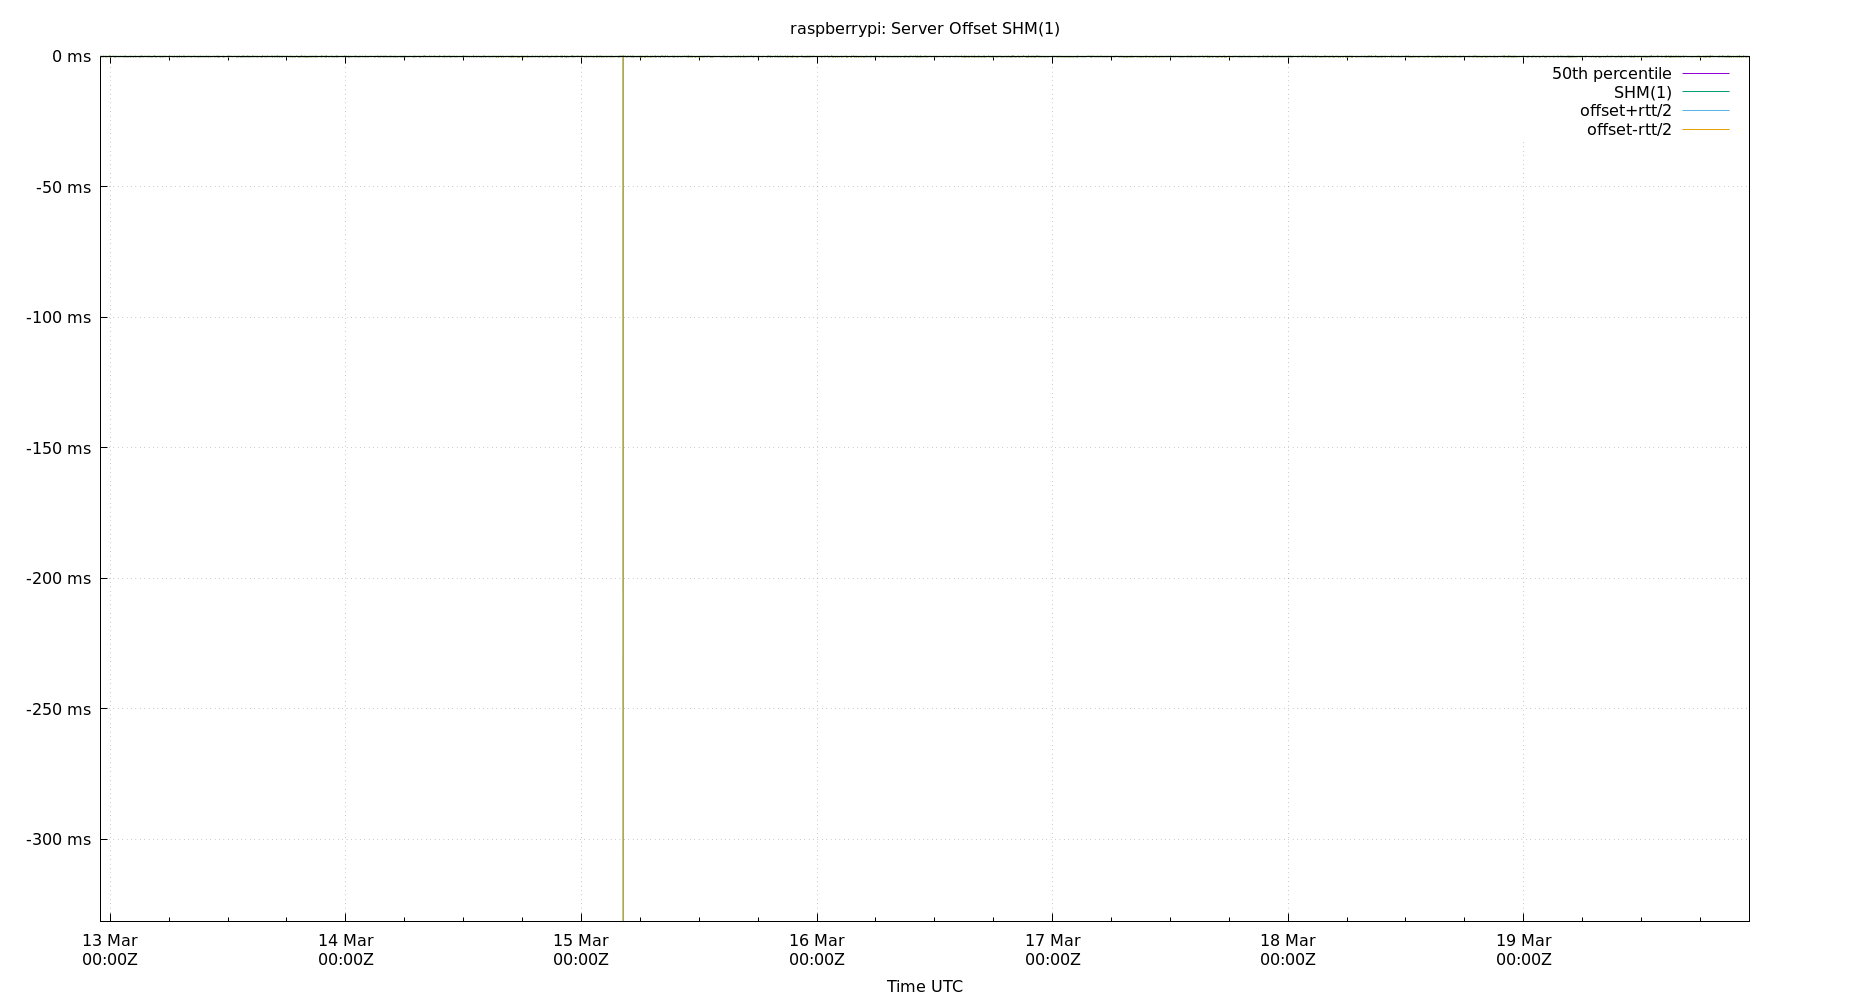 raspberrypi: Server Offset SHM(1)
0 ms
50th percentile
SHM(1)
offset+rtt/2
offset-rtt/2
-50 ms
-100 ms
-150 ms
-200 ms
-250 ms
-300 ms
13 Mar 14 Mar 15 Mar 16 Mar 17 Mar 18 Mar 19 Mar
00:00Z 00:00Z 00:00Z 00:00Z 00:00Z 00:00Z 00:00Z
Time UTC